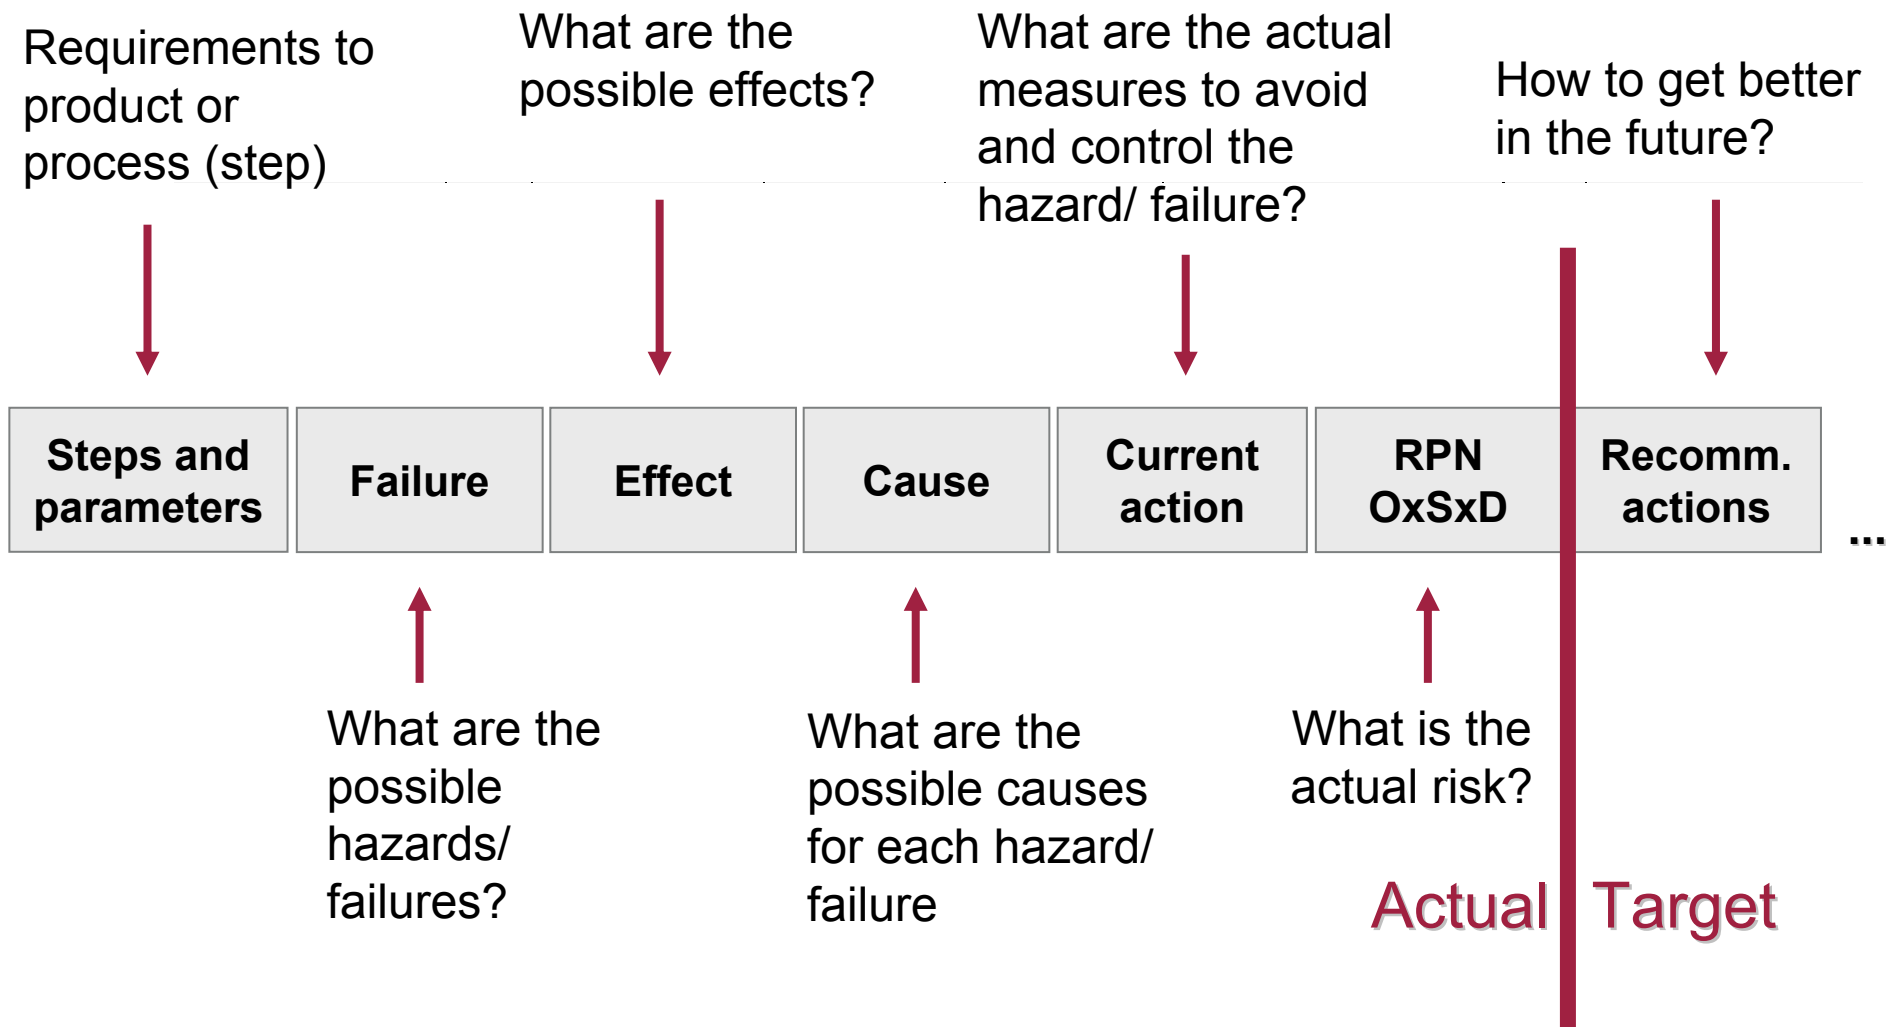 Requirements to
product or
process (step)
What are the
possible effects?
What are the actual
measures to avoid
and control the
hazard/ failure?
How to get better
in the future?
Steps and
parameters
Failure
Effect
Cause
Current
action
RPN
OxSxD
Recomm.
actions
...
What are the
possible
hazards/
failures?
What are the
possible causes
for each hazard/
failure
What is the
actual risk?
Actual
Target